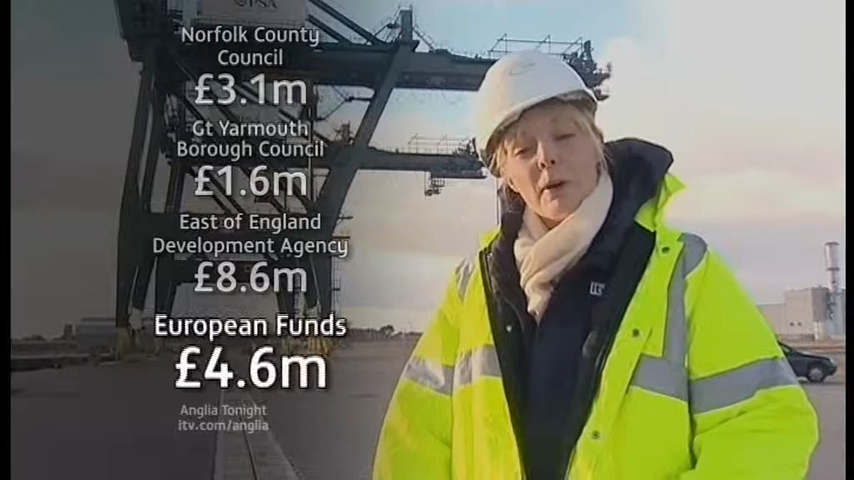 Norfolk County
Council
£3.1m
Gt Yarmouth
Borough Council
£1.6m
East of England
Development Agency
£8.6m
European Funds
£4.6m
Anglia Tonight
itv.com/anglia